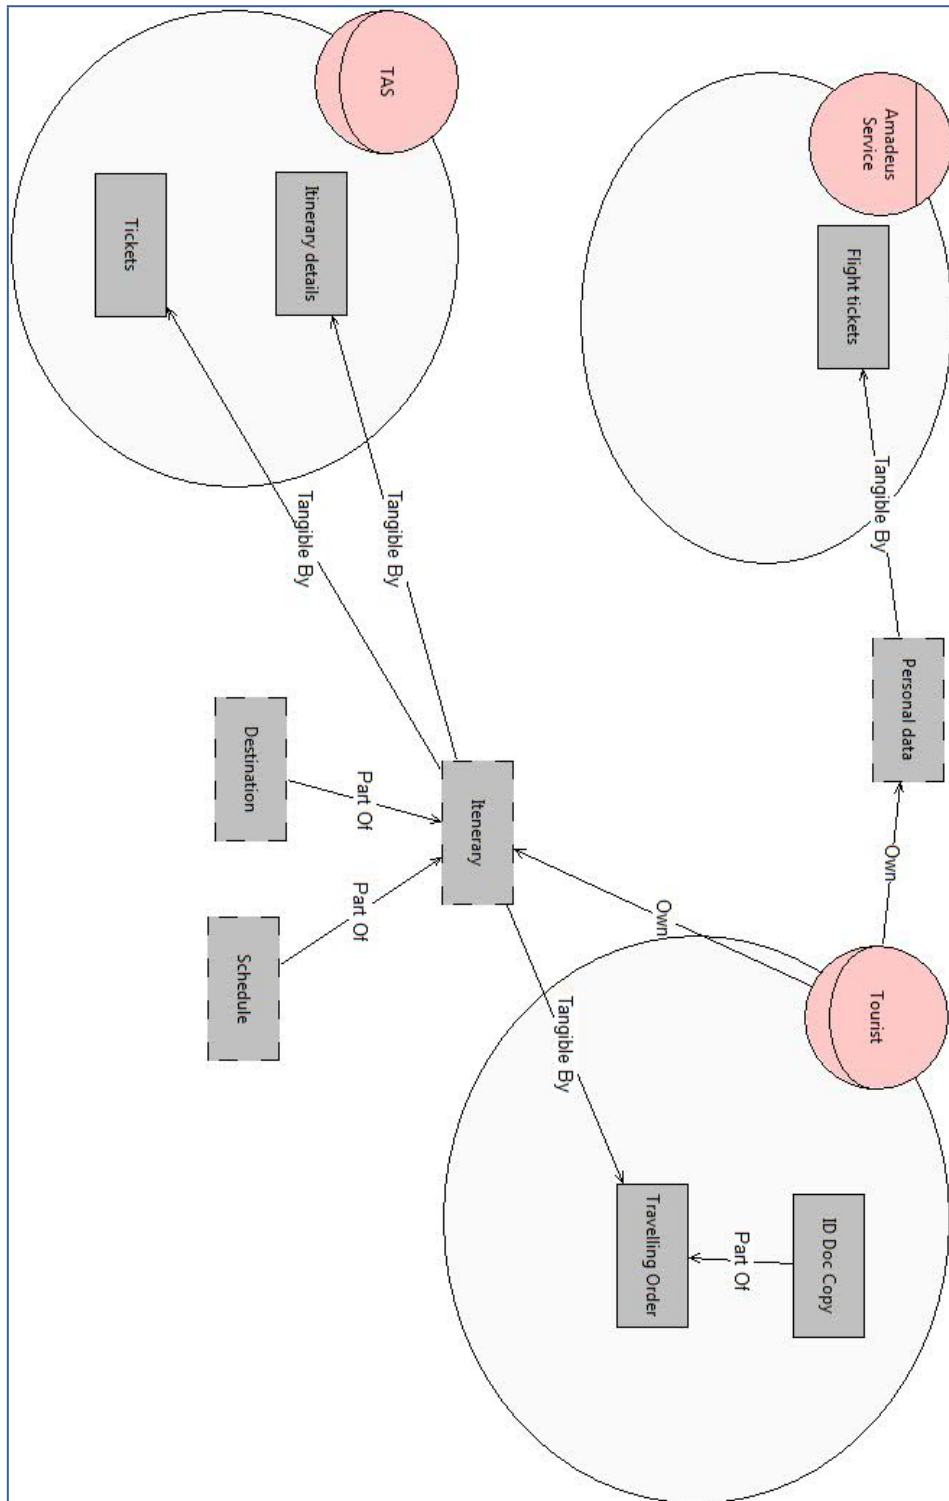 Amadeus
Service
Flight tickets
Tangible By
Personal data
Own
Tourist
ID Doc Copy
Part Of
Travelling Order
Own
Tangible By
TAS
Itinerary details
Tickets
Tangible By
Tangible By
Itenerary
Destination
Part Of
Part Of
Schedule